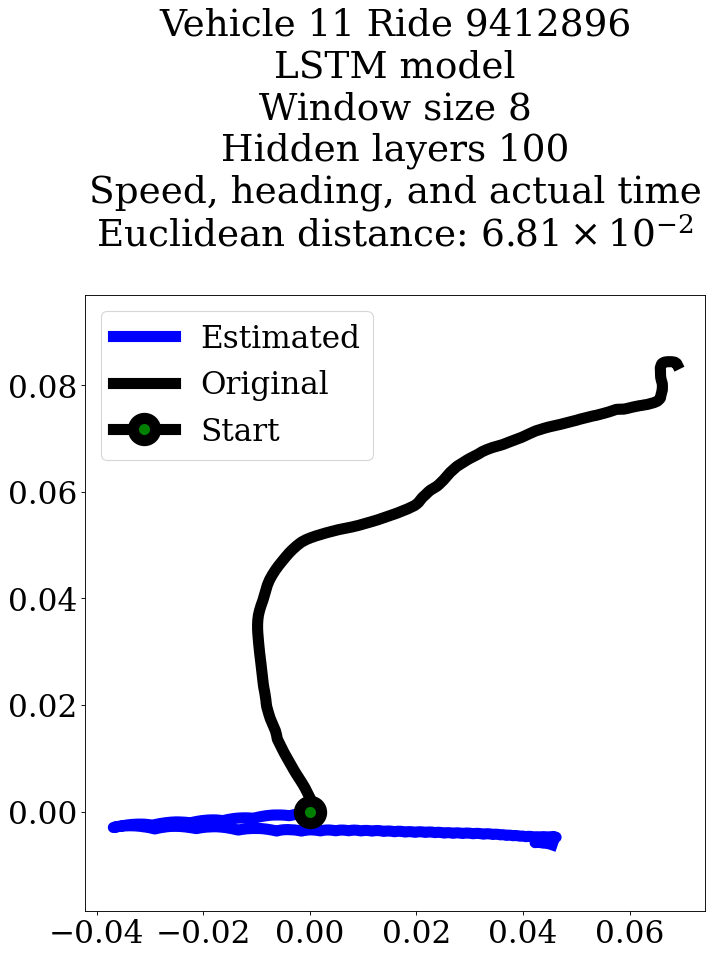 Vehicle 11 Ride 9412896
LSTM model
Window size 8
Hidden layers 100
Speed, heading, and actual time
Euclidean distance: 6.81 × 10⁻²
Estimated
Original
Start
0.08
0.06
0.04
0.02
0.00
−0.04 −0.02 0.00 0.02 0.04 0.06